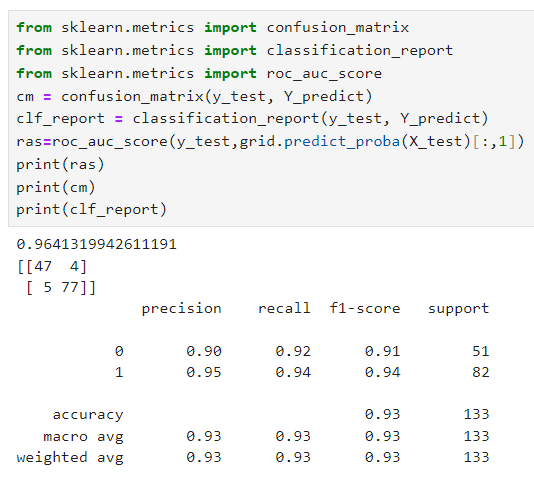 from sklearn.metrics import confusion_matrix
from sklearn.metrics import classification_report
from sklearn.metrics import roc_auc_score
cm = confusion_matrix(y_test, Y_predict)
clf_report = classification_report(y_test, Y_predict)
ras=roc_auc_score(y_test,grid.predict_proba(X_test)[:,1])
print(ras)
print(cm)
print(clf_report)
0.9641319942611191
[[47  4]
 [ 5 77]]
              precision    recall  f1-score   support
           0       0.90      0.92      0.91        51
           1       0.95      0.94      0.94        82
    accuracy                           0.93       133
   macro avg       0.93      0.93      0.93       133
weighted avg       0.93      0.93      0.93       133